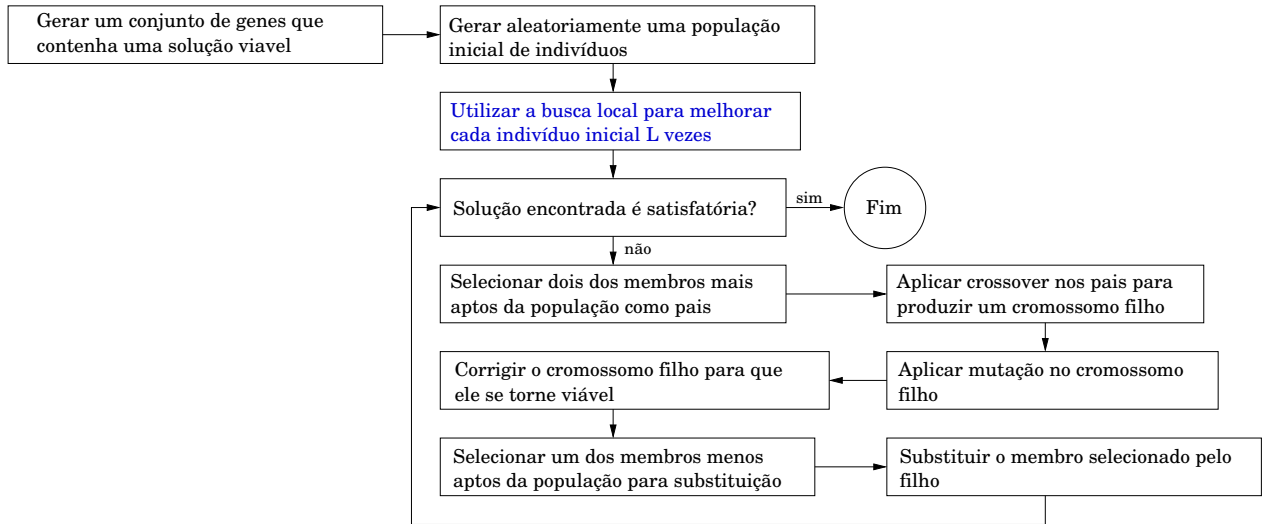 Gerar um conjunto de genes que
contenha uma solução viavel
Gerar aleatoriamente uma população
inicial de indivíduos
Utilizar a busca local para melhorar
cada indivíduo inicial L vezes
Solução encontrada é satisfatória?
sim
Fim
não
Selecionar dois dos membros mais
aptos da população como pais
Aplicar crossover nos pais para
produzir um cromossomo filho
Aplicar mutação no cromossomo
filho
Corrigir o cromossomo filho para que
ele se torne viável
Selecionar um dos membros menos
aptos da população para substituição
Substituir o membro selecionado pelo
filho